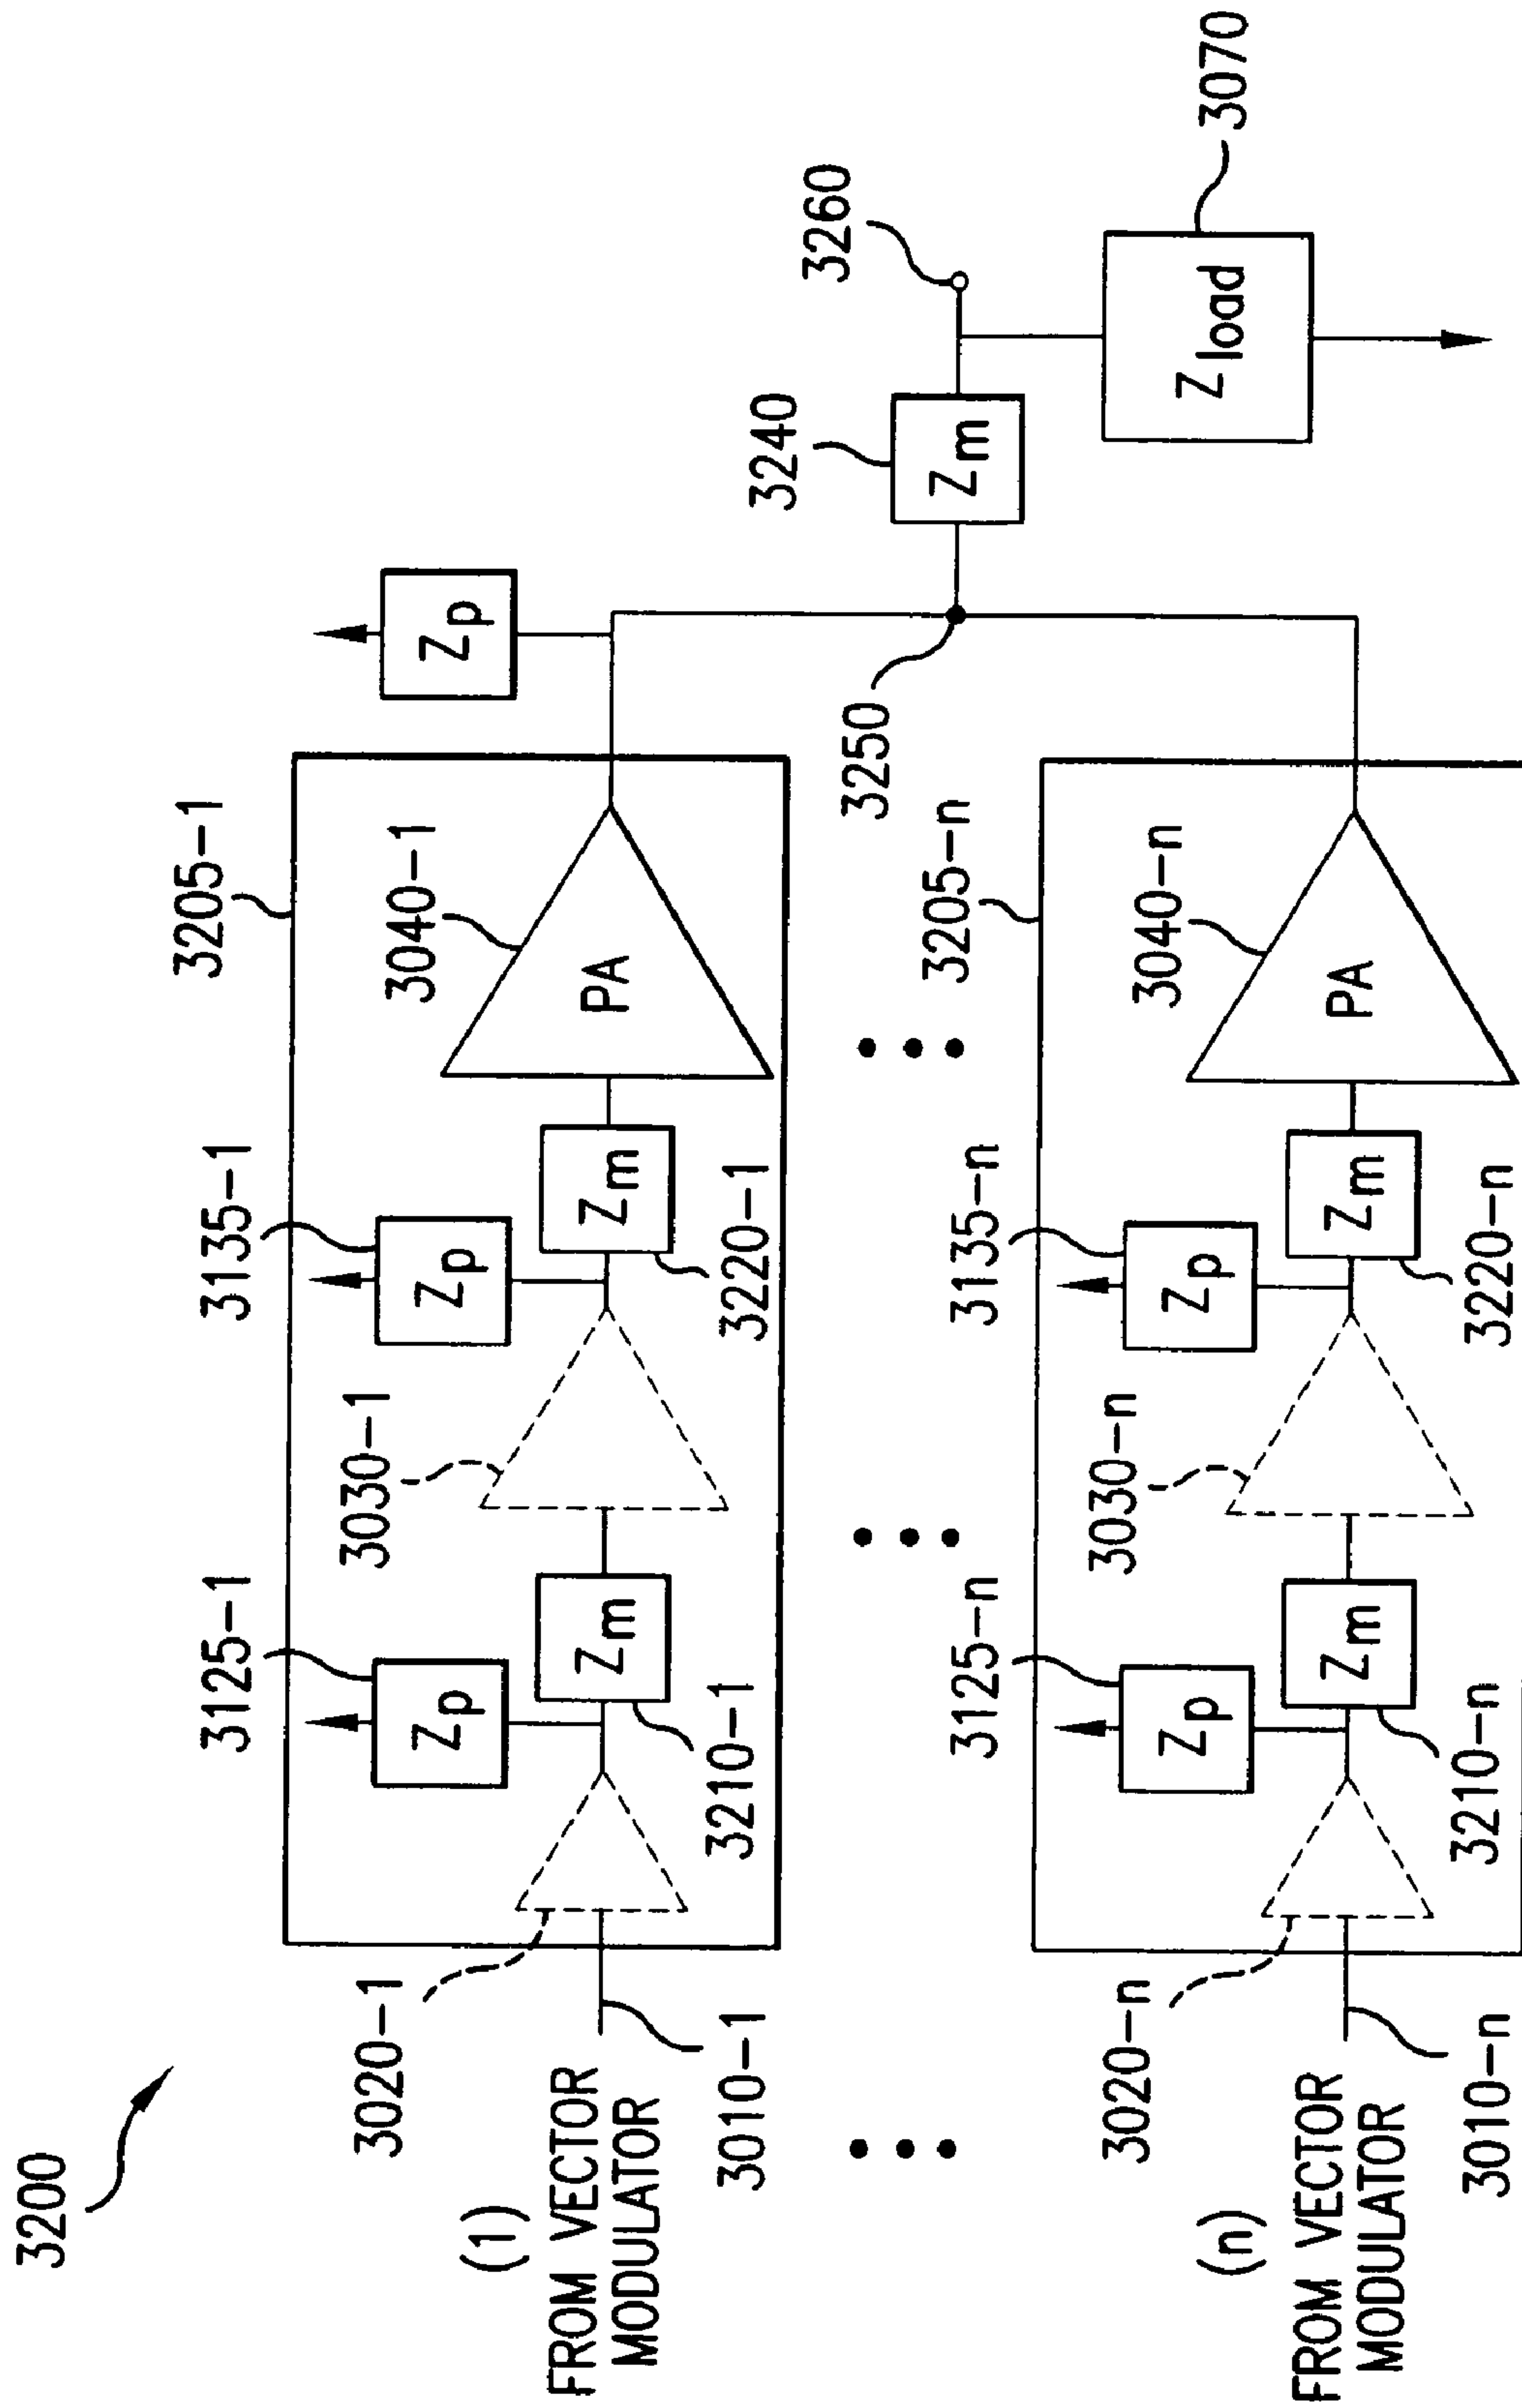 3200
3205-1
3125-1
3135-1
Zp
Zp
Zp
3020-1
3030-1
3040-1
(1)
FROM VECTOR
MODULATOR
Zm
Zm
PA
3010-1
3210-1
3220-1
3240
3260
Zm
3250
Zload
3070
3205-n
3125-n
3135-n
Zp
Zp
3020-n
3030-n
3040-n
(n)
FROM VECTOR
MODULATOR
Zm
Zm
PA
3010-n
3210-n
3220-n